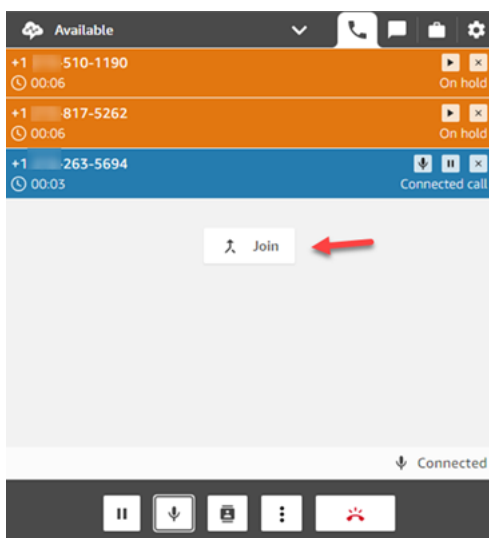 Available
+1 -510-1190
00:06
On hold
+1 -817-5262
00:06
On hold
+1 -263-5694
00:03
Connected call
Join
Connected